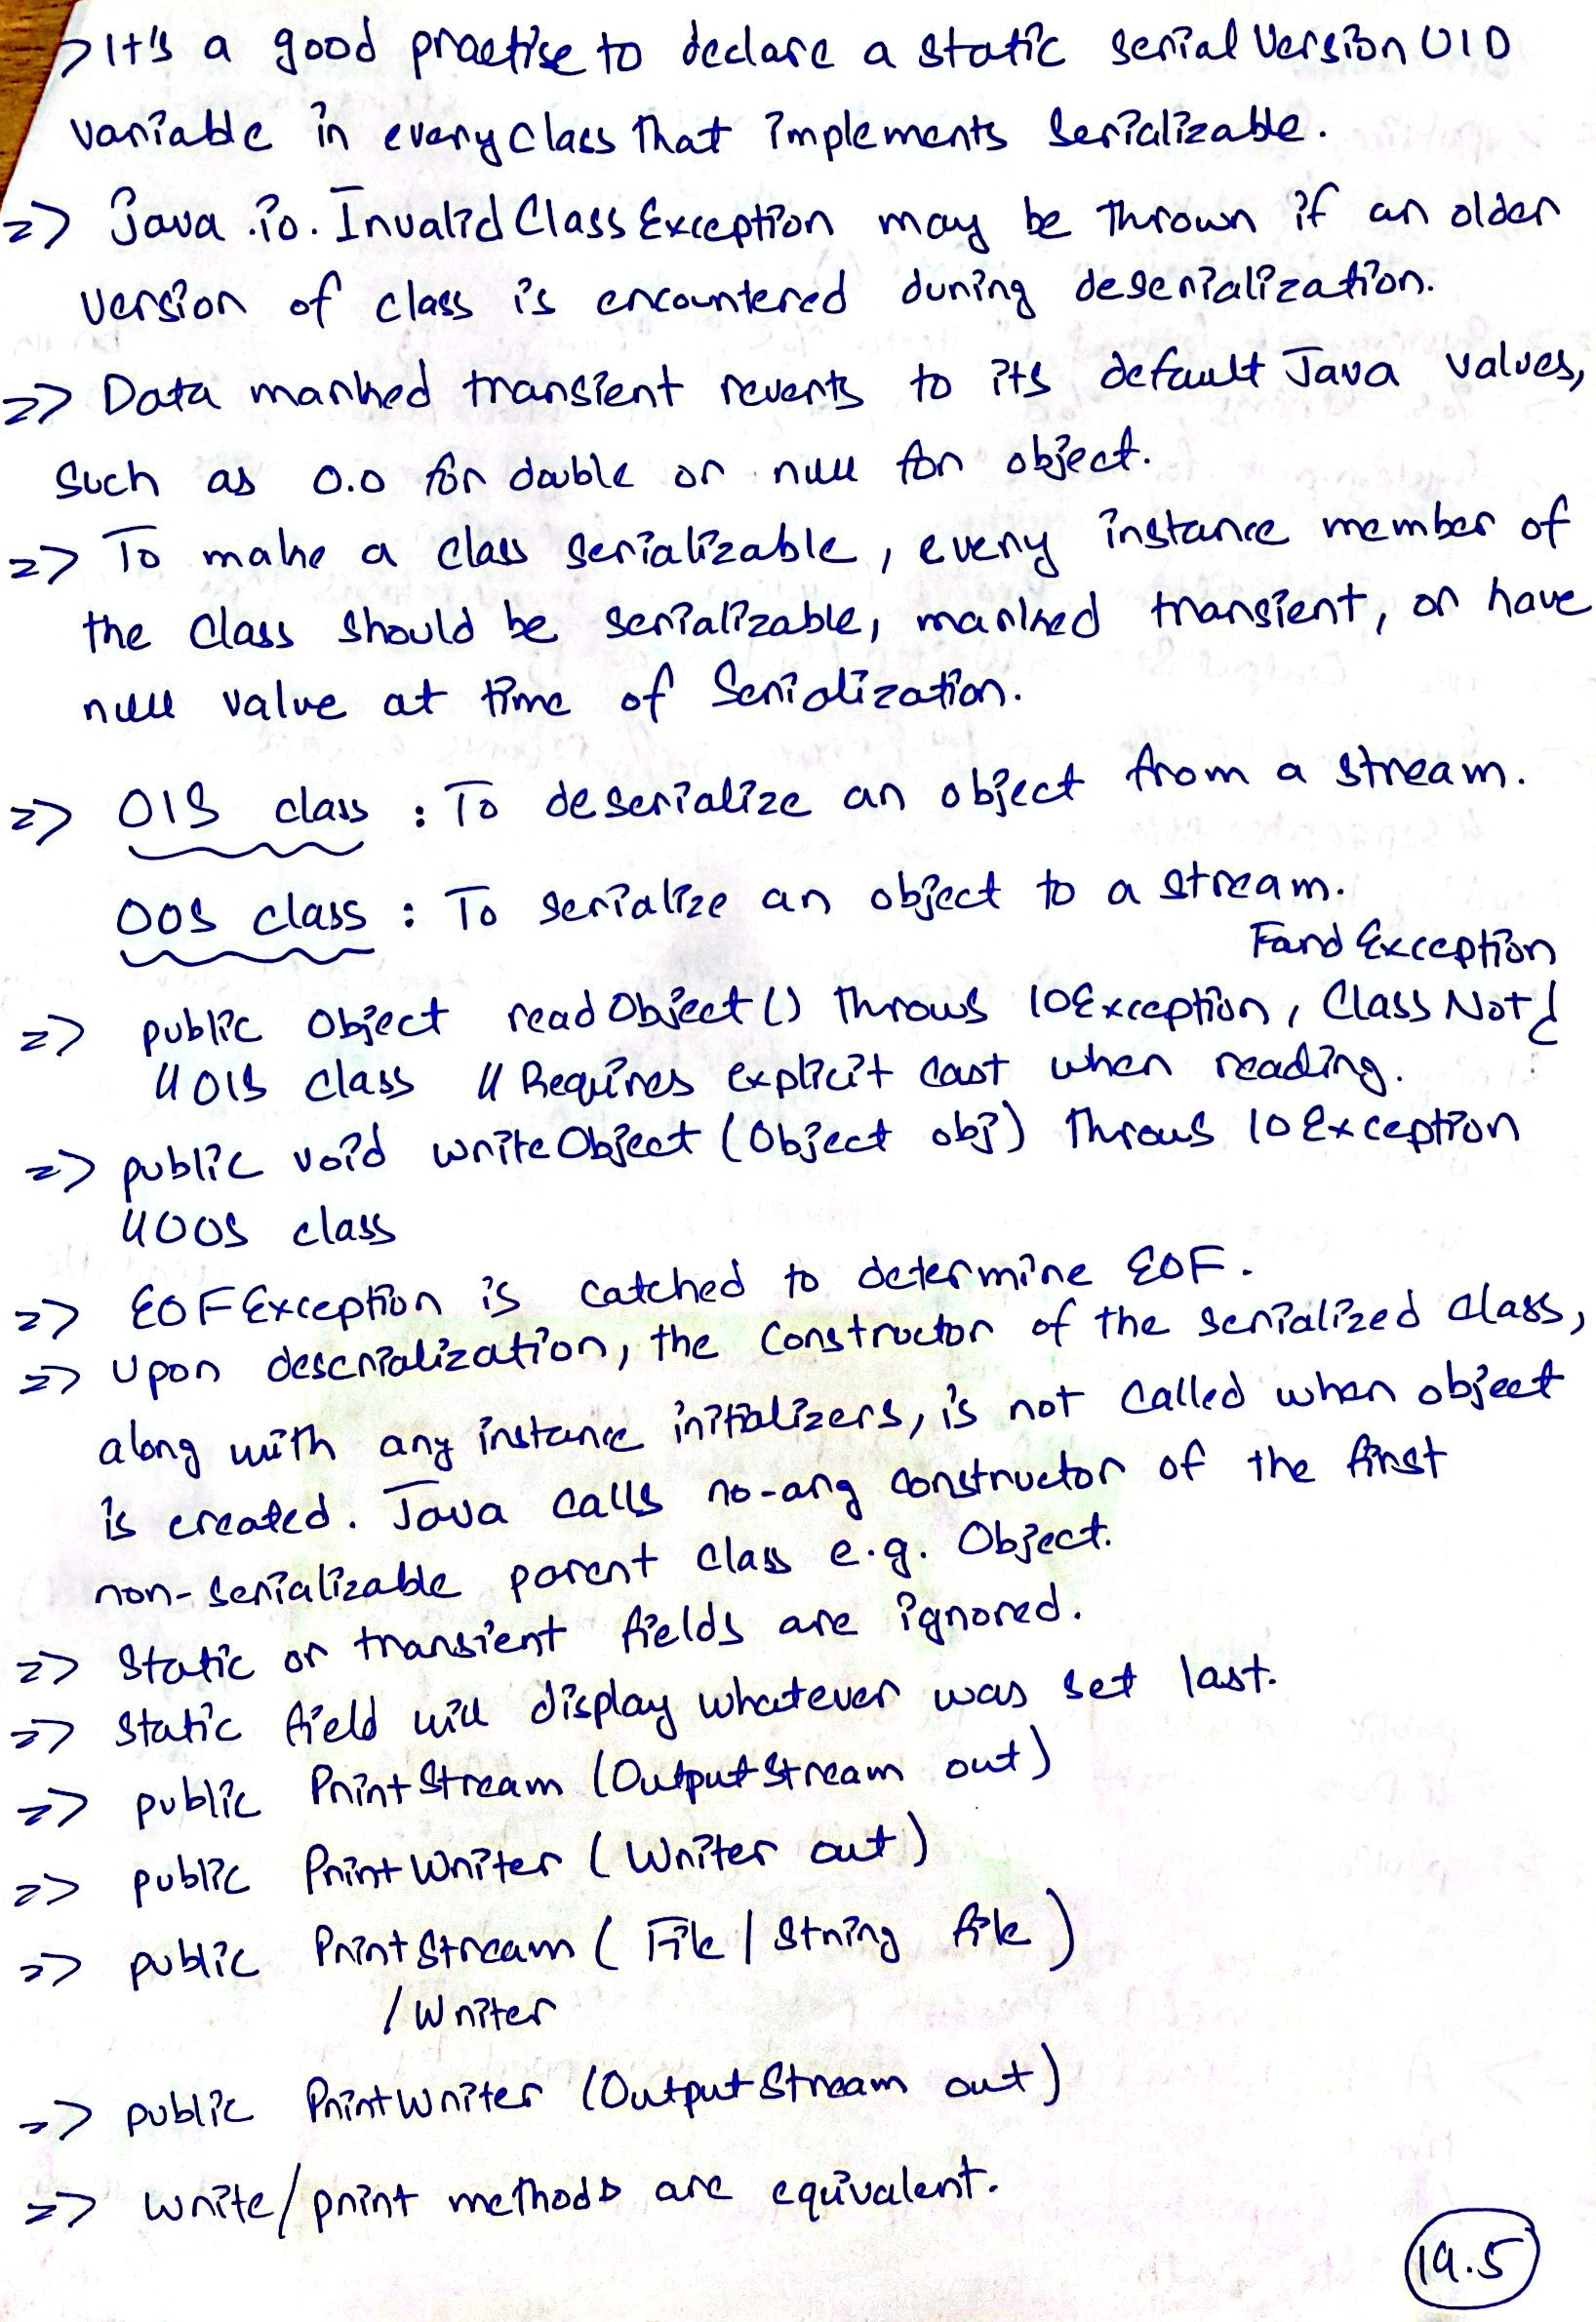 => It's a good practise to declare a static serial Version UID
variable in every class that implements Serializable.
=> java.io.InvalidClassException may be thrown if an older
version of class is encountered during deserialization.
=> Data marked transient reverts to its default Java values,
Such as 0.0 for double or null for object.
=> To make a class serializable, every instance member of
the class should be serializable, marked transient, or have
null value at time of Serialization.
=> OIS class : To deserialize an object from a stream.
OOS class : To serialize an object to a stream.
Found Exception
=> public Object readObject() throws IOException, ClassNot
// OIS class // Requires explicit cast when reading.
=> public void writeObject (Object obj) throws IOException
// OOS class
=> EOFException is catched to determine EOF.
=> Upon deserialization, the constructor of the serialized class,
along with any instance initializers, is not called when object
is created. Java calls no-arg constructor of the first
non-serializable parent class e.g. Object.
=> Static or transient fields are ignored.
=> Static field will display whatever was set last.
=> public PrintStream (OutputStream out)
=> public PrintWriter (Writer out)
=> public PrintStream ( File | String file )
/ Writer
=> public PrintWriter (OutputStream out)
=> write/print methods are equivalent.
19.5